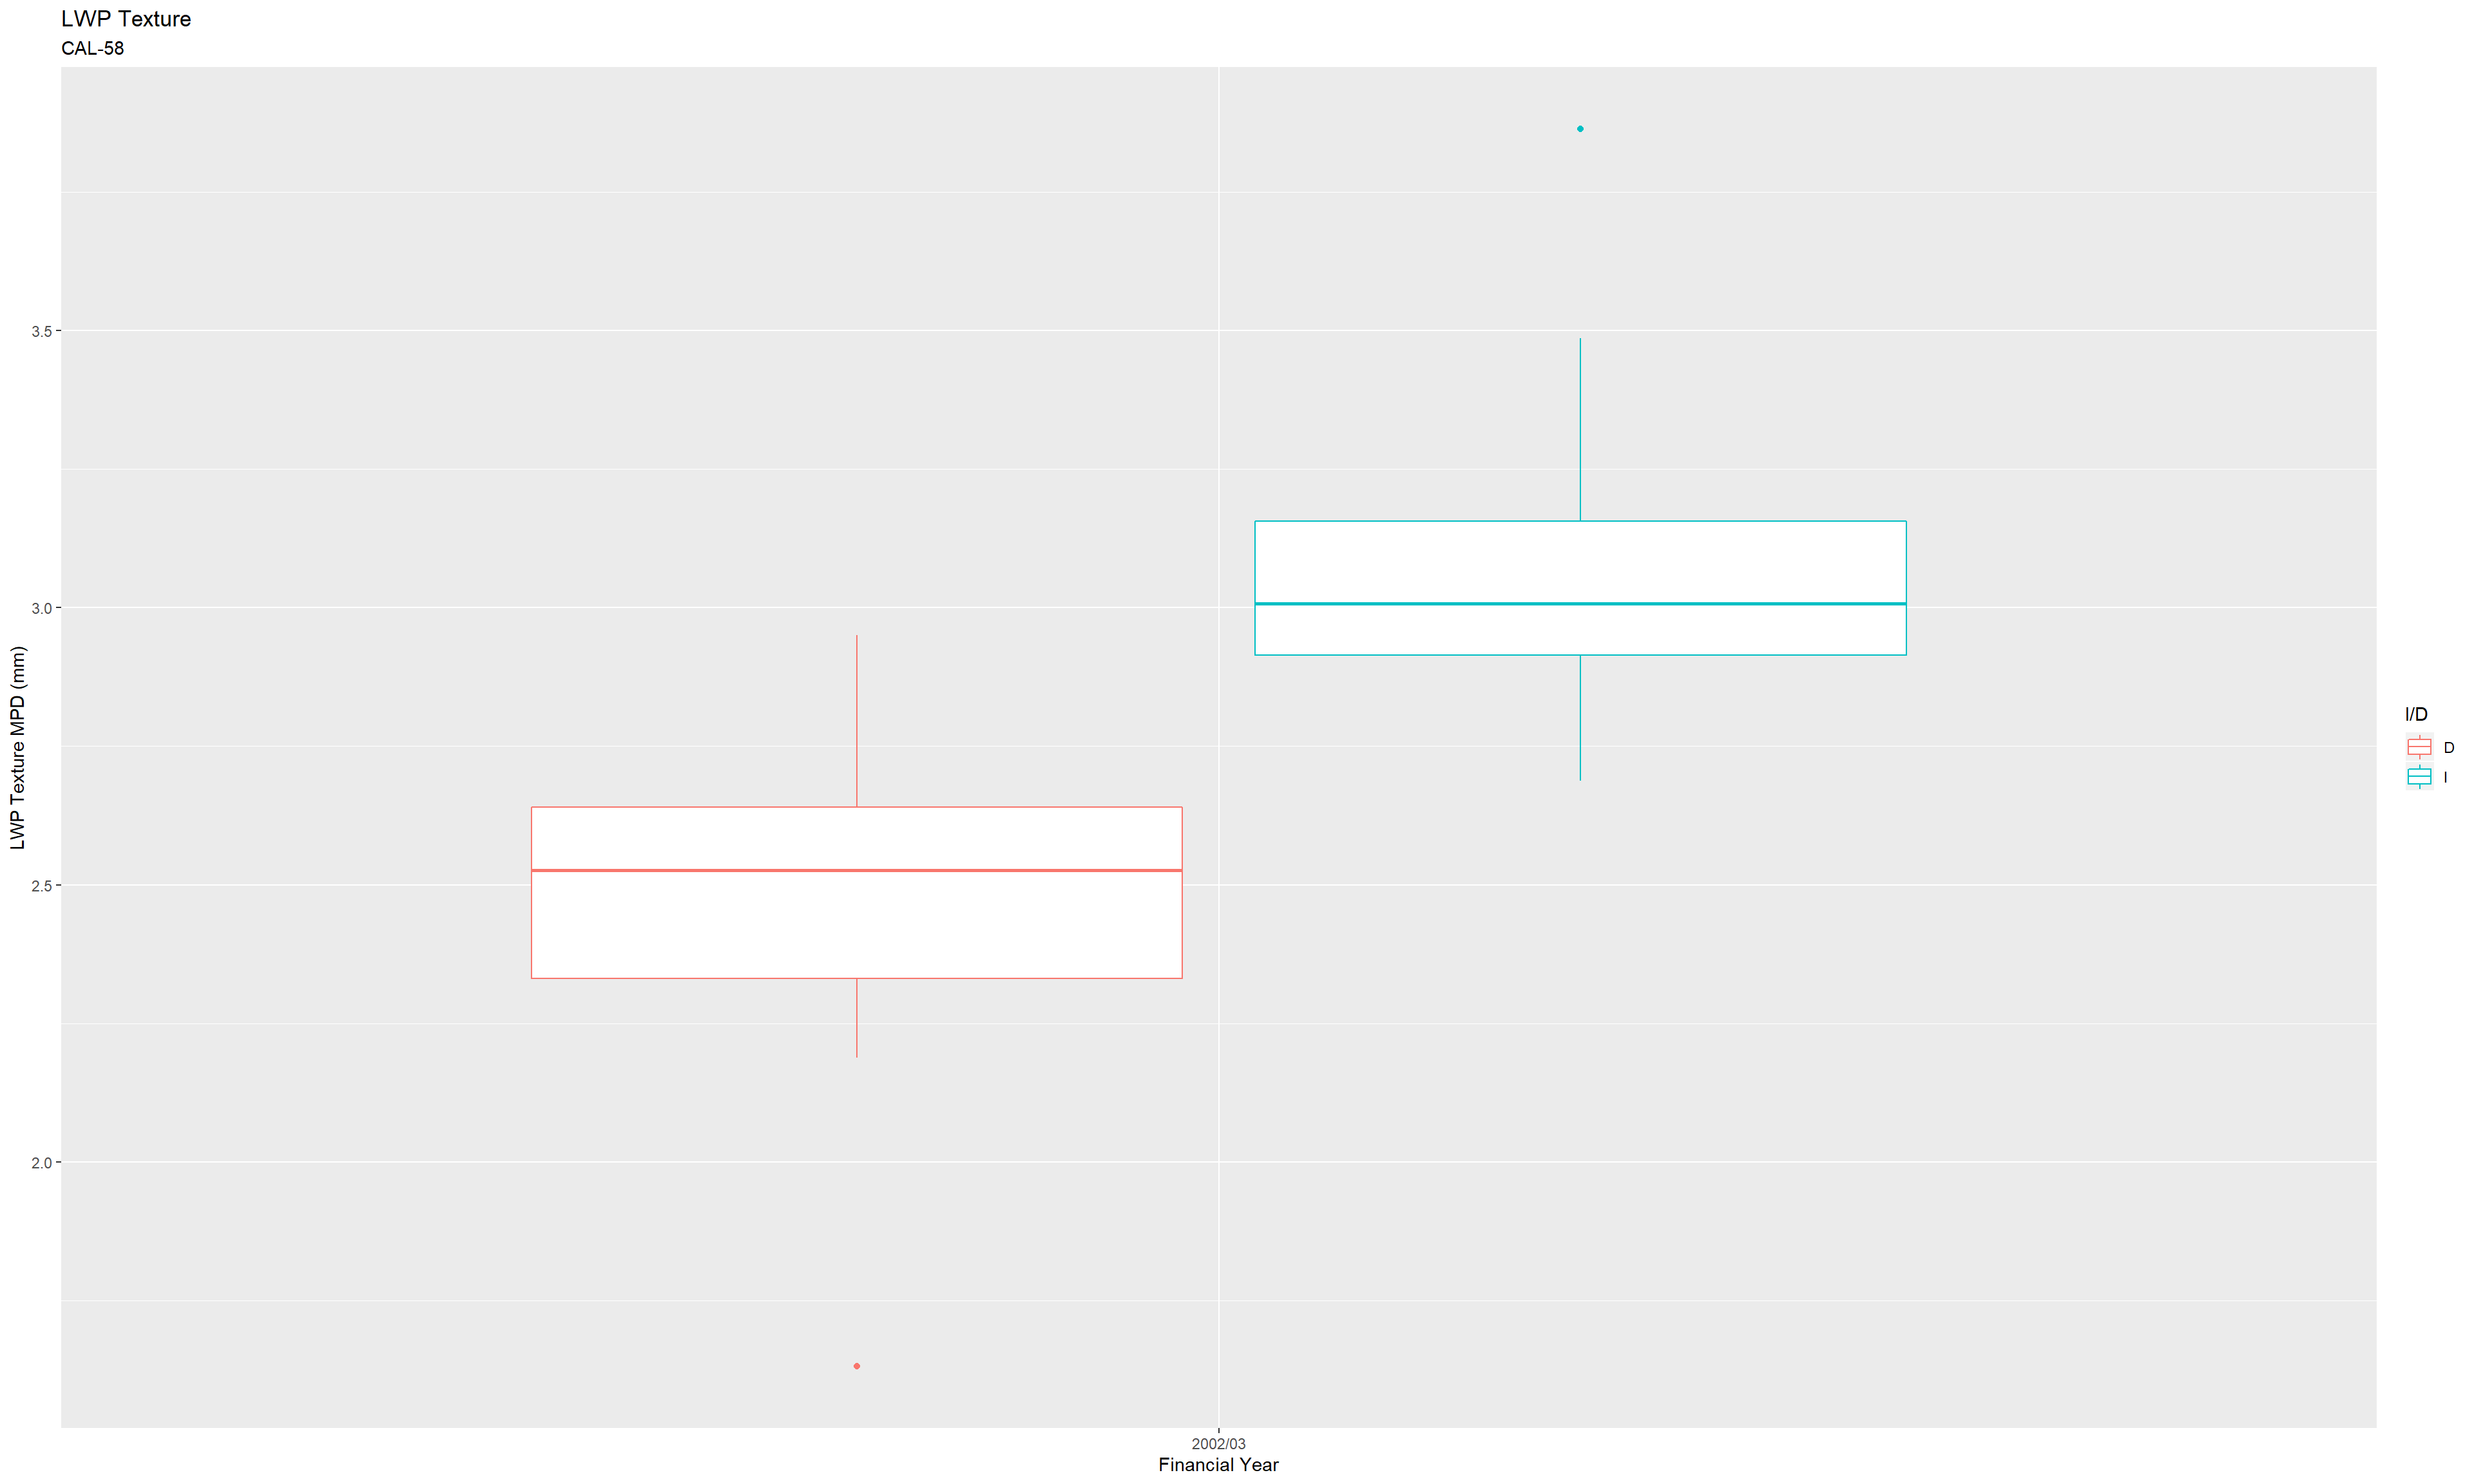 LWP Texture
CAL-58
LWP Texture MPD (mm)
3.5
3.0
2.5
2.0
2002/03
Financial Year
I/D
D
I